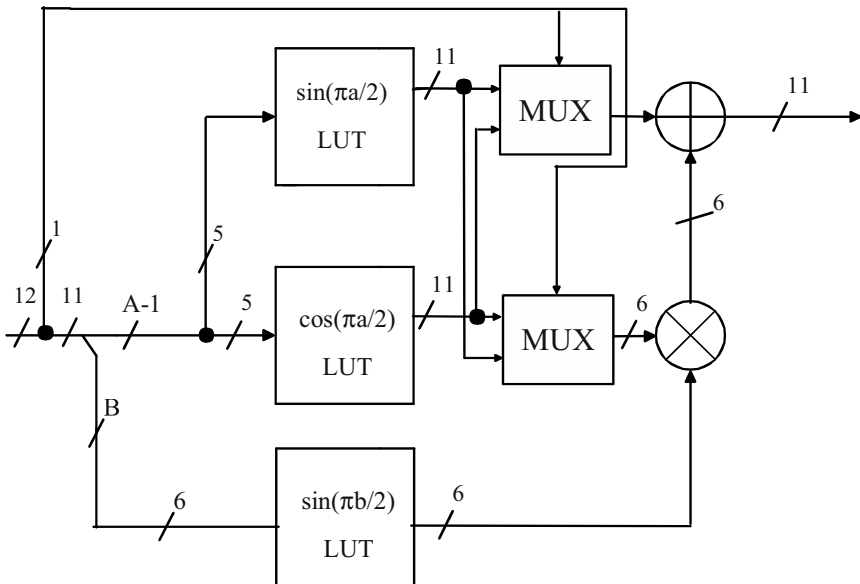 11
11
sin(πa/2)
LUT
MUX
6
1
5
12
11
A-1
5
11
cos(πa/2)
LUT
6
MUX
B
6
sin(πb/2)
LUT
6